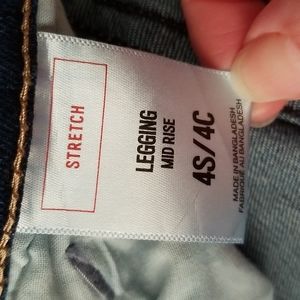 STRETCH
LEGGING
MID RISE
4S/4C
MADE IN BANGLADESH
FABRIQUÉ AU BANGLADESH